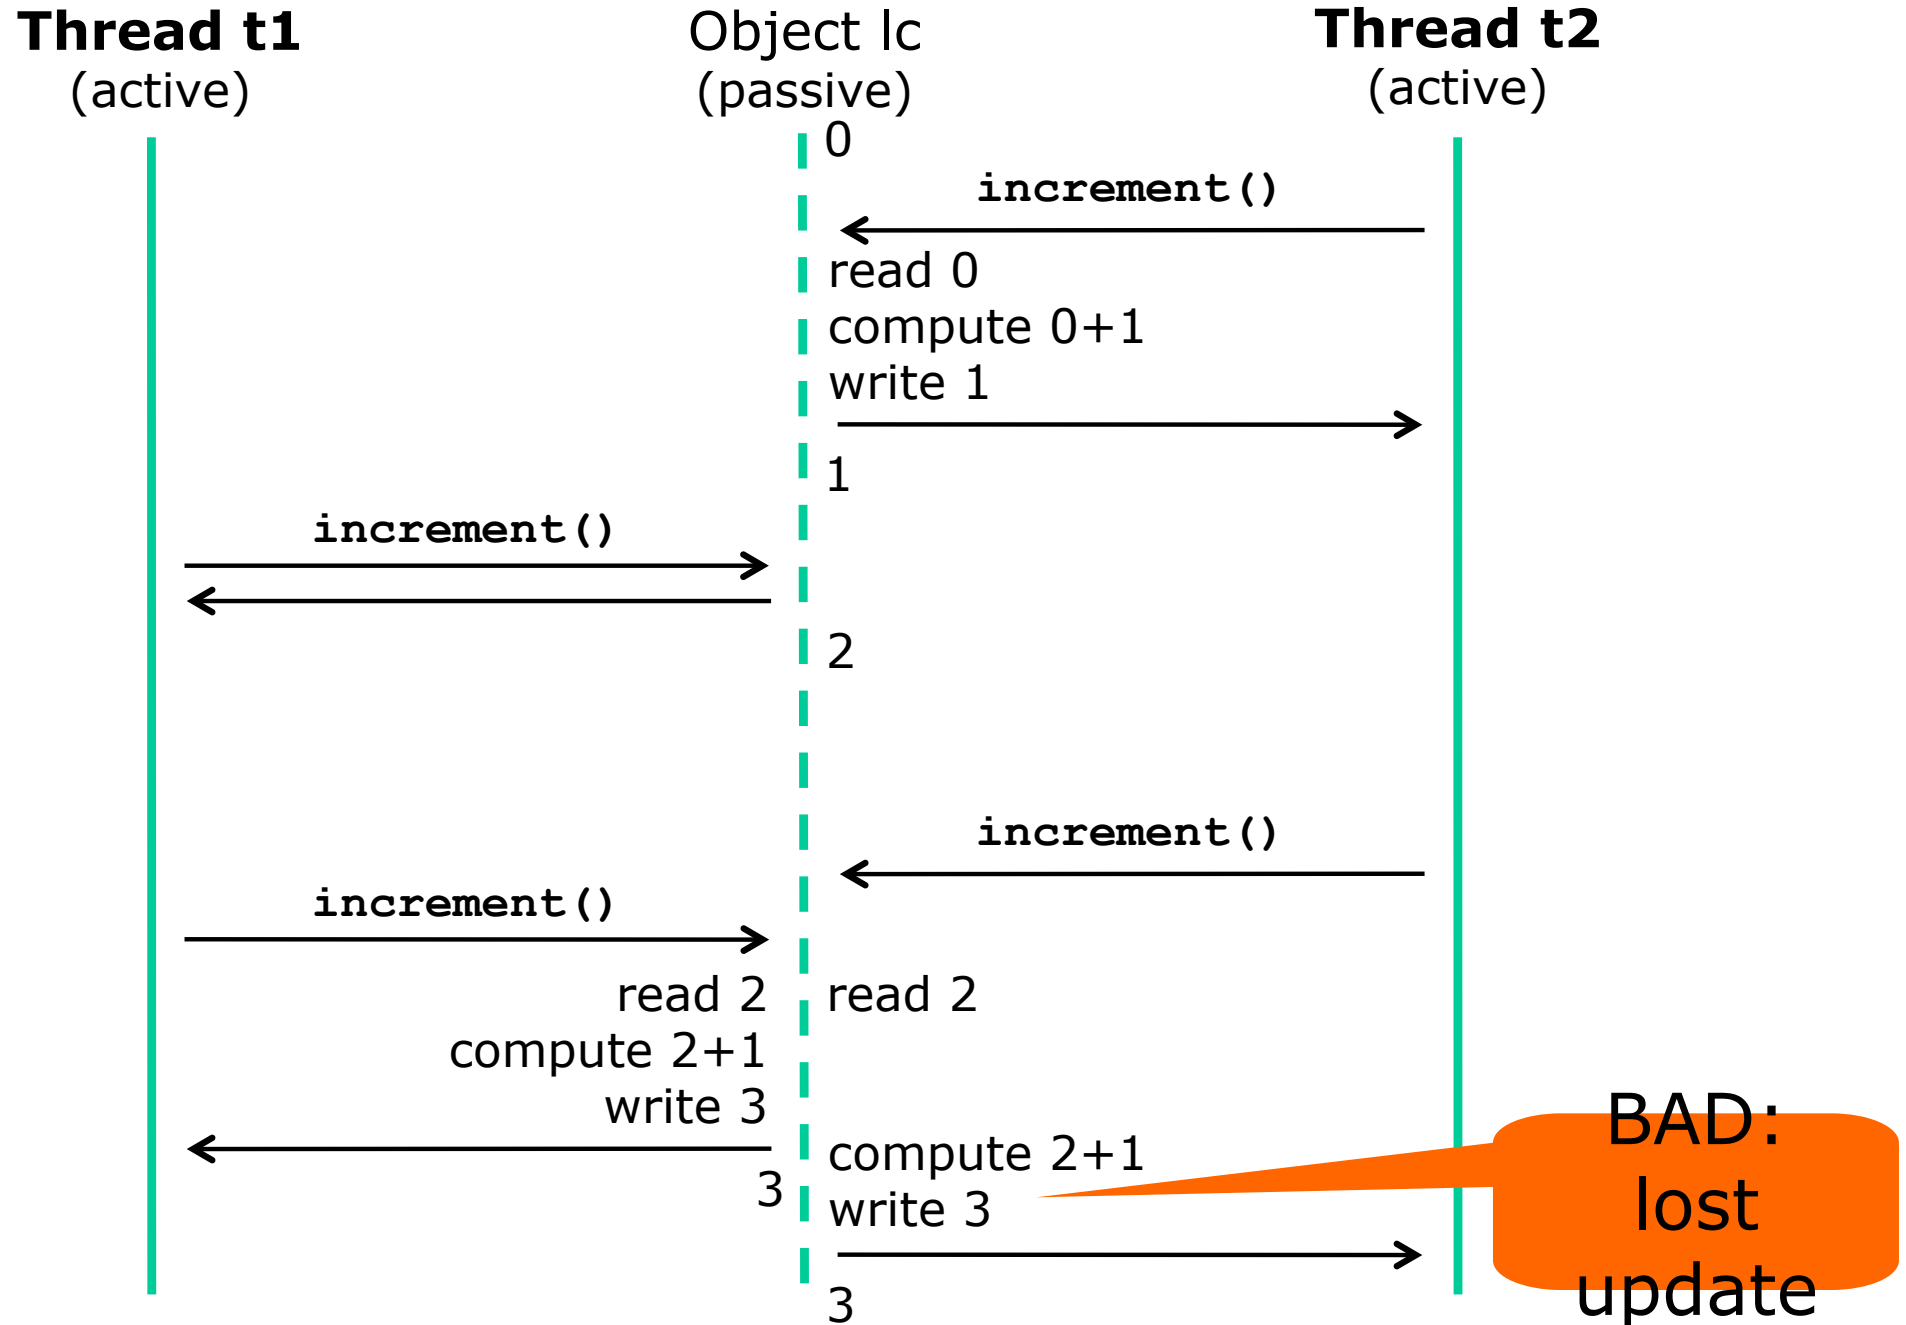 Thread t1
(active)
Object lc
(passive)
Thread t2
(active)
0
increment()
read 0
compute 0+1
write 1
1
increment()
2
increment()
increment()
read 2
compute 2+1
write 3
read 2
3
compute 2+1
write 3
BAD:
lost
update
3